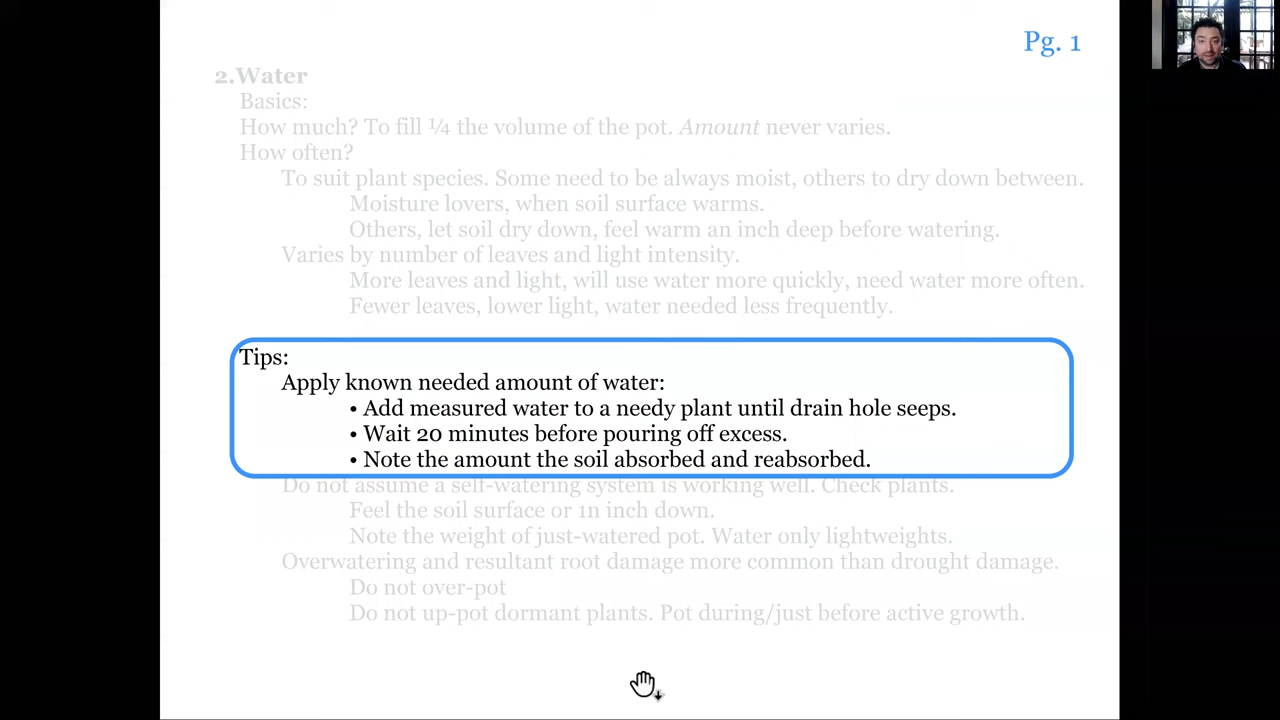 Pg. 1
2.Water
Basics:
How much? To fill ¼ the volume of the pot. Amount never varies.
How often?
To suit plant species. Some need to be always moist, others to dry down between.
Moisture lovers, when soil surface warms.
Others, let soil dry down, feel warm an inch deep before watering.
Varies by number of leaves and light intensity.
More leaves and light, will use water more quickly, need water more often.
Fewer leaves, lower light, water needed less frequently.
Tips:
Apply known needed amount of water:
• Add measured water to a needy plant until drain hole seeps.
• Wait 20 minutes before pouring off excess.
• Note the amount the soil absorbed and reabsorbed.
Do not assume a self-watering system is working well. Check plants.
Feel the soil surface or 1n inch down.
Note the weight of just-watered pot. Water only lightweights.
Overwatering and resultant root damage more common than drought damage.
Do not over-pot
Do not up-pot dormant plants. Pot during/just before active growth.